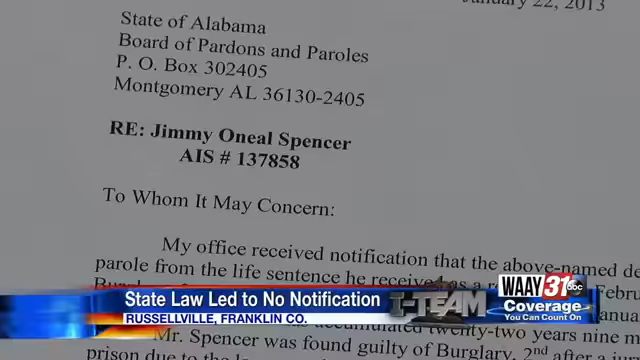 January 22, 2013
State of Alabama
Board of Pardons and Paroles
P. O. Box 302405
Montgomery AL 36130-2405
RE: Jimmy Oneal Spencer
AIS # 137858
To Whom It May Concern:
My office received notification that the above-named de
parole from the life sentence he received as a Febru
State Law Led to No Notification
I-TEAM
RUSSELLVILLE, FRANKLIN CO.
WAAY 31 abc
Coverage
You Can Count On
accumulated twenty-two years nine m
Mr. Spencer was found guilty of Burglary, 2nd after a ju
prison due to the